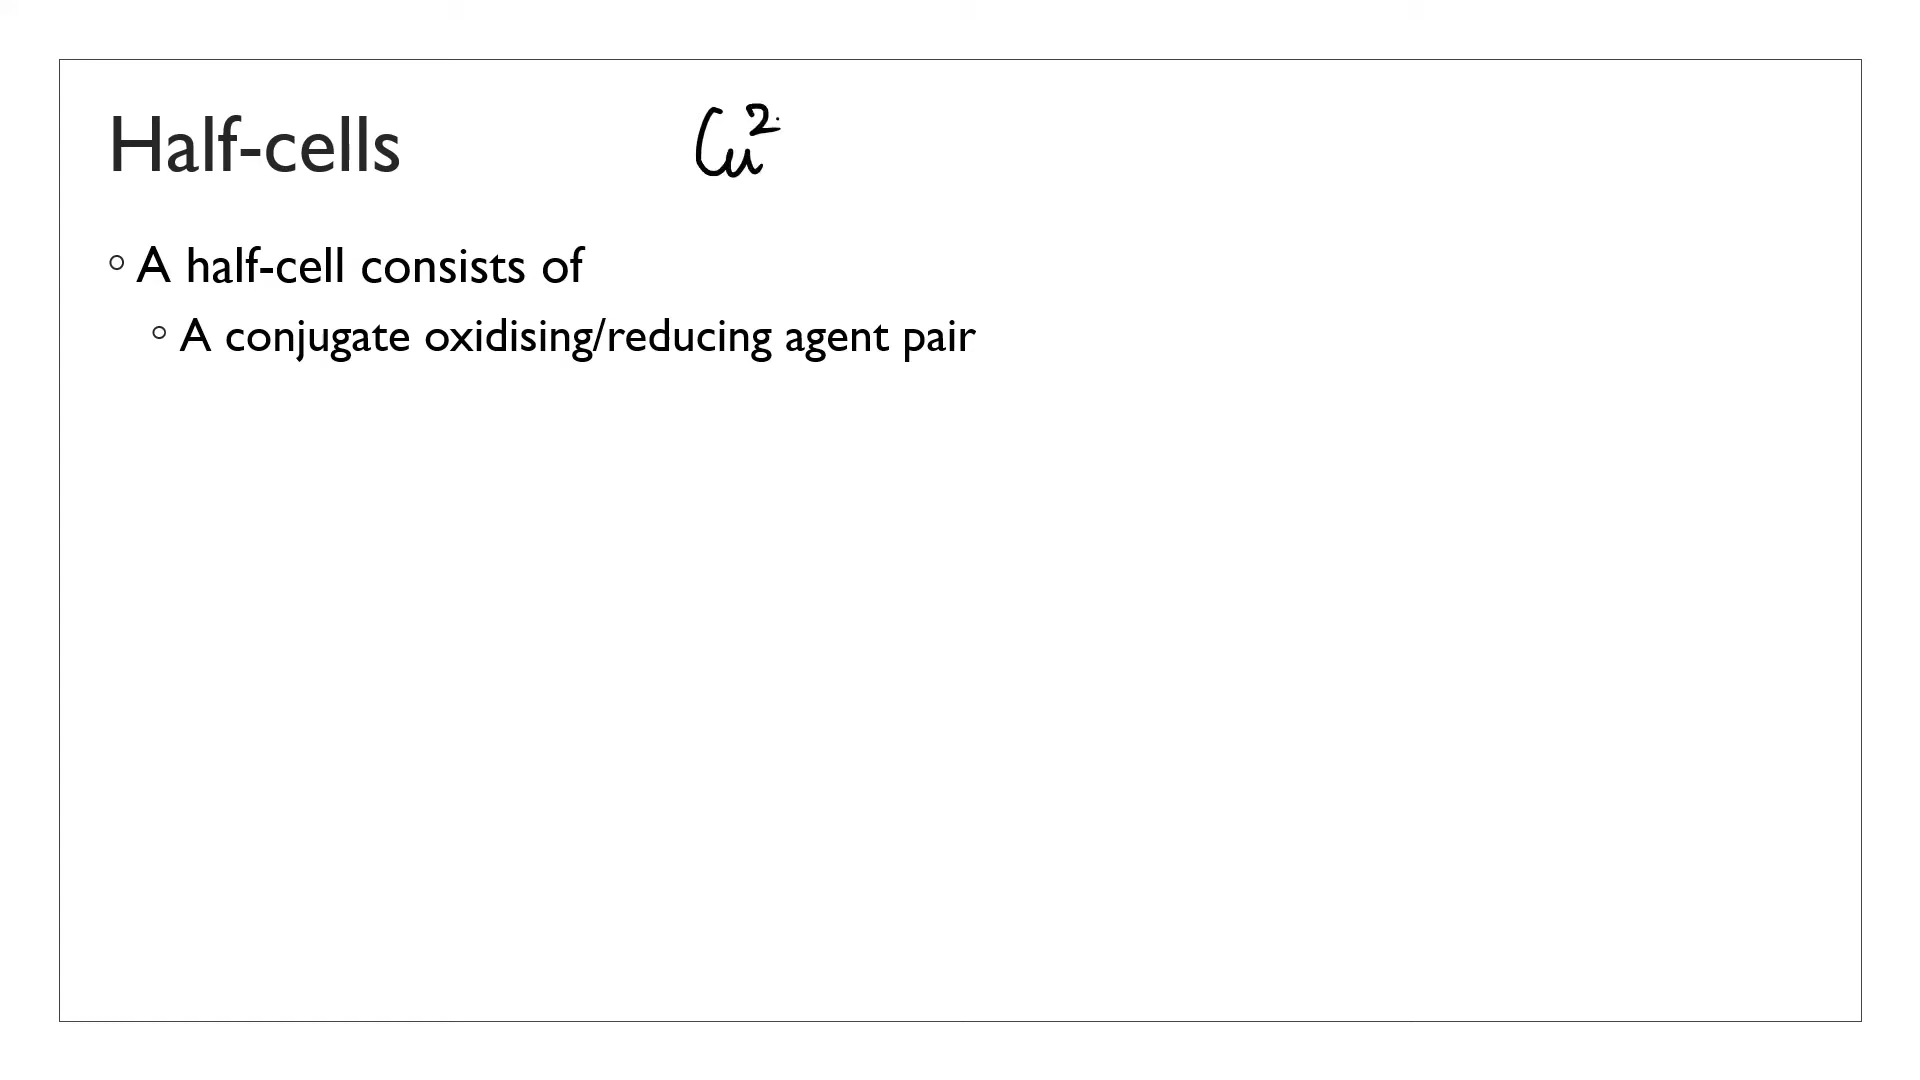 Half-cells
Cu²
◦ A half-cell consists of
◦ A conjugate oxidising/reducing agent pair